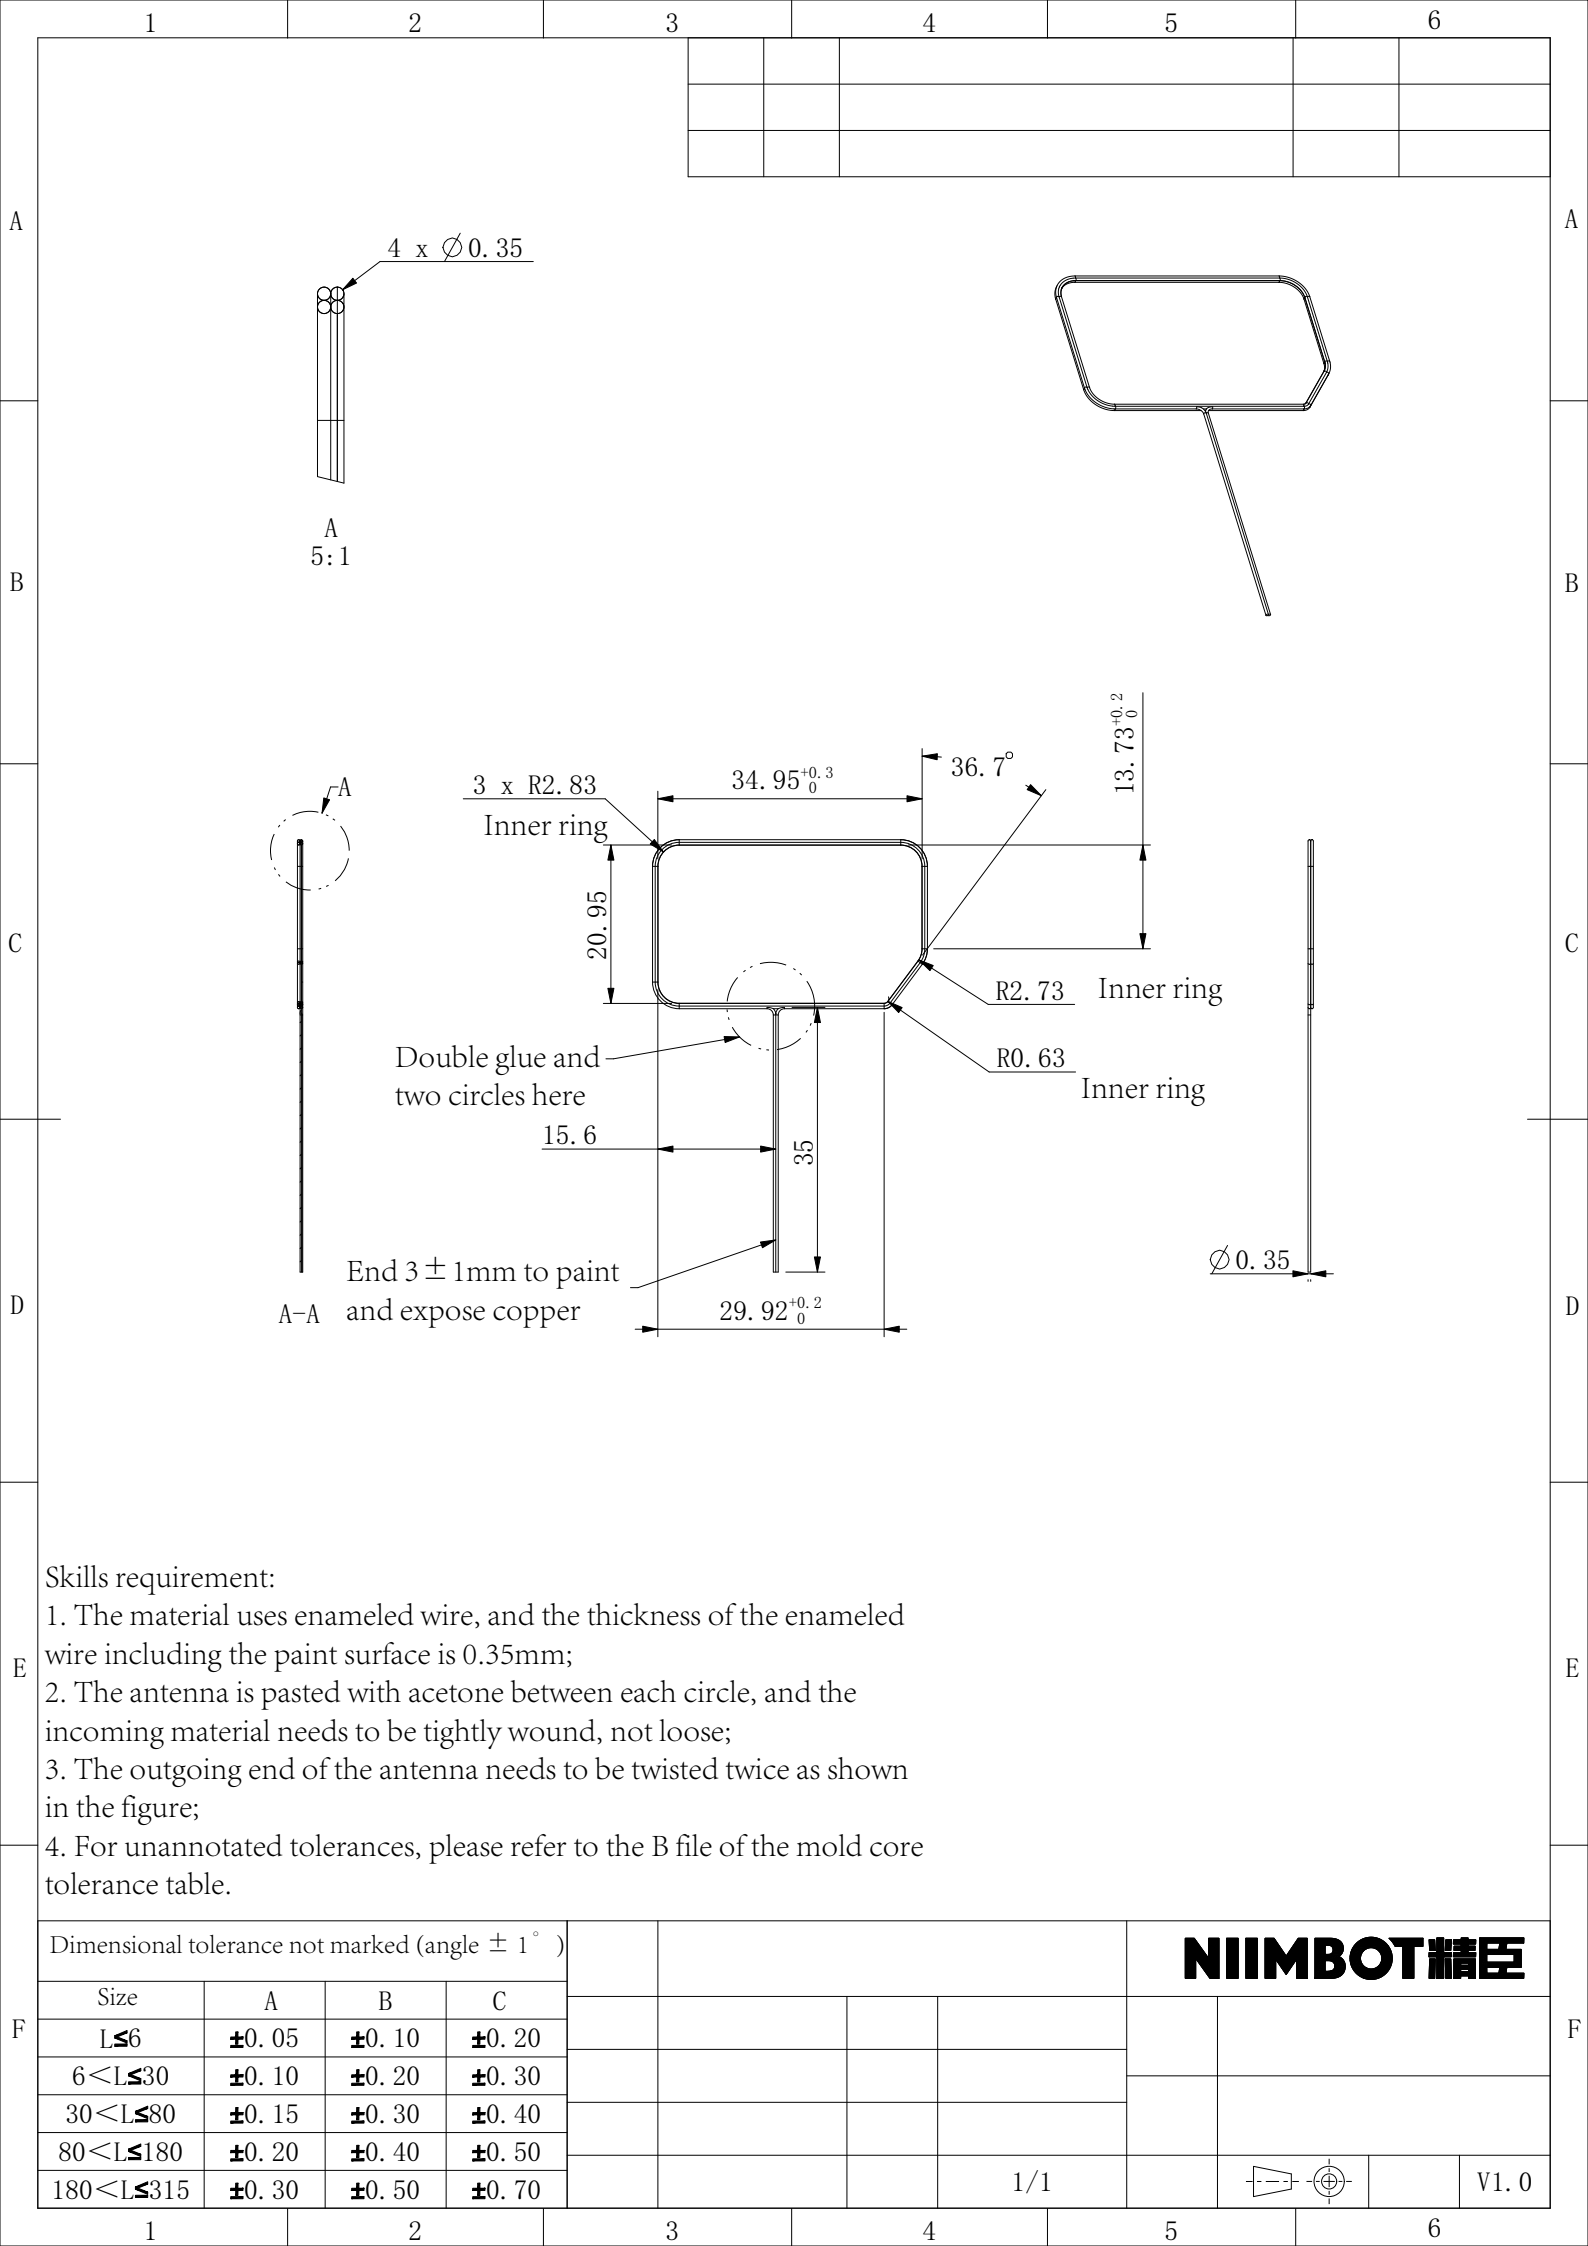 1 2 3 4 5 6
A A
4 x ∅0.35
A
5:1
B B
A
3 x R2.83
Inner ring
34.95 +0.3 0
36.7°
13.73 +0.2 0
20.95
C C
R2.73 Inner ring
R0.63
Inner ring
Double glue and
two circles here
15.6
35
End 3±1mm to paint
and expose copper
∅0.35
A-A
29.92 +0.2 0
D D
Skills requirement:
1. The material uses enameled wire, and the thickness of the enameled
wire including the paint surface is 0.35mm;
2. The antenna is pasted with acetone between each circle, and the
incoming material needs to be tightly wound, not loose;
3. The outgoing end of the antenna needs to be twisted twice as shown
in the figure;
4. For unannotated tolerances, please refer to the B file of the mold core
tolerance table.
E E
Dimensional tolerance not marked (angle ± 1° )
Size A B C
L≤6 ±0.05 ±0.10 ±0.20
6<L≤30 ±0.10 ±0.20 ±0.30
30<L≤80 ±0.15 ±0.30 ±0.40
80<L≤180 ±0.20 ±0.40 ±0.50
180<L≤315 ±0.30 ±0.50 ±0.70
NIIMBOT精臣
1/1
V1.0
F F
1 2 3 4 5 6